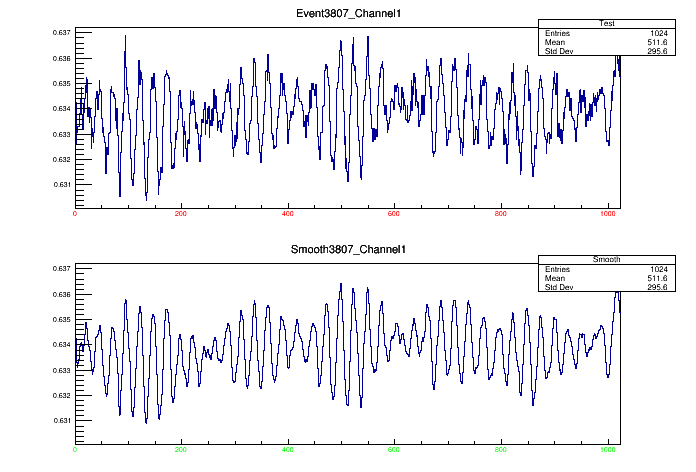 Event3807_Channel1
Test
Entries 1024
Mean 511.6
Std Dev 295.6
0.637
0.636
0.635
0.634
0.633
0.632
0.631
0 200 400 600 800 1000
Smooth3807_Channel1
Smooth
Entries 1024
Mean 511.6
Std Dev 295.6
0.637
0.636
0.635
0.634
0.633
0.632
0.631
0 200 400 600 800 1000